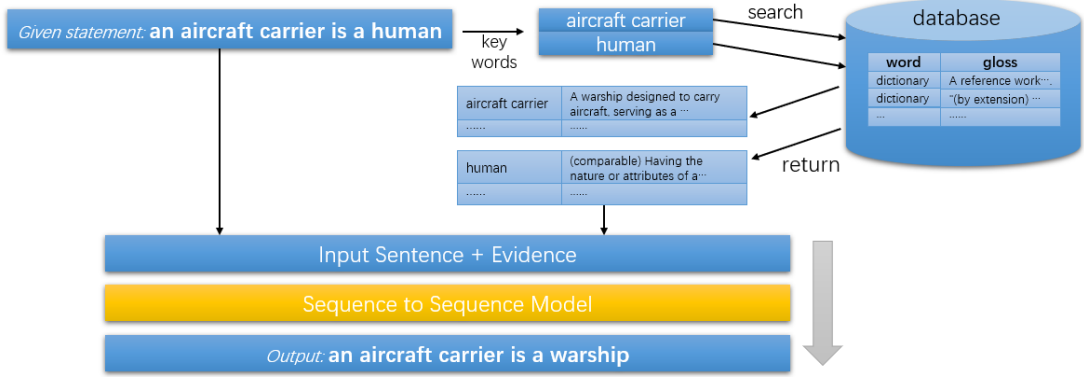 Given statement: an aircraft carrier is a human
key
words
aircraft carrier
human
search
database
word gloss
dictionary A reference work···.
dictionary "(by extension) ···
... ......
aircraft carrier A warship designed to carry
aircraft, serving as a ···
...... ......
human (comparable) Having the
nature or attributes of a···
...... ......
return
Input Sentence + Evidence
Sequence to Sequence Model
Output: an aircraft carrier is a warship